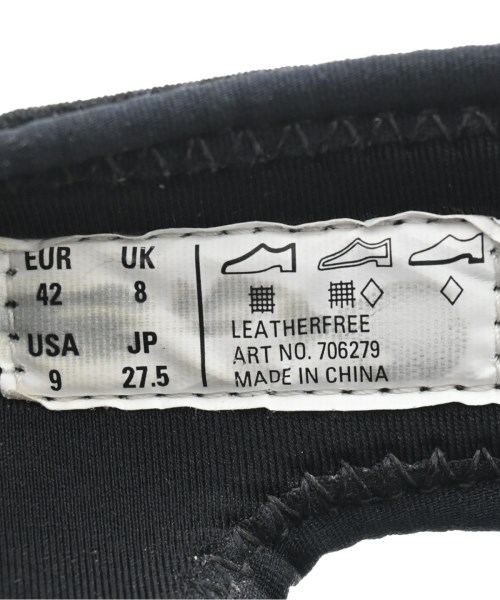 EUR UK
42 8
USA JP
9 27.5
LEATHERFREE
ART NO. 706279
MADE IN CHINA